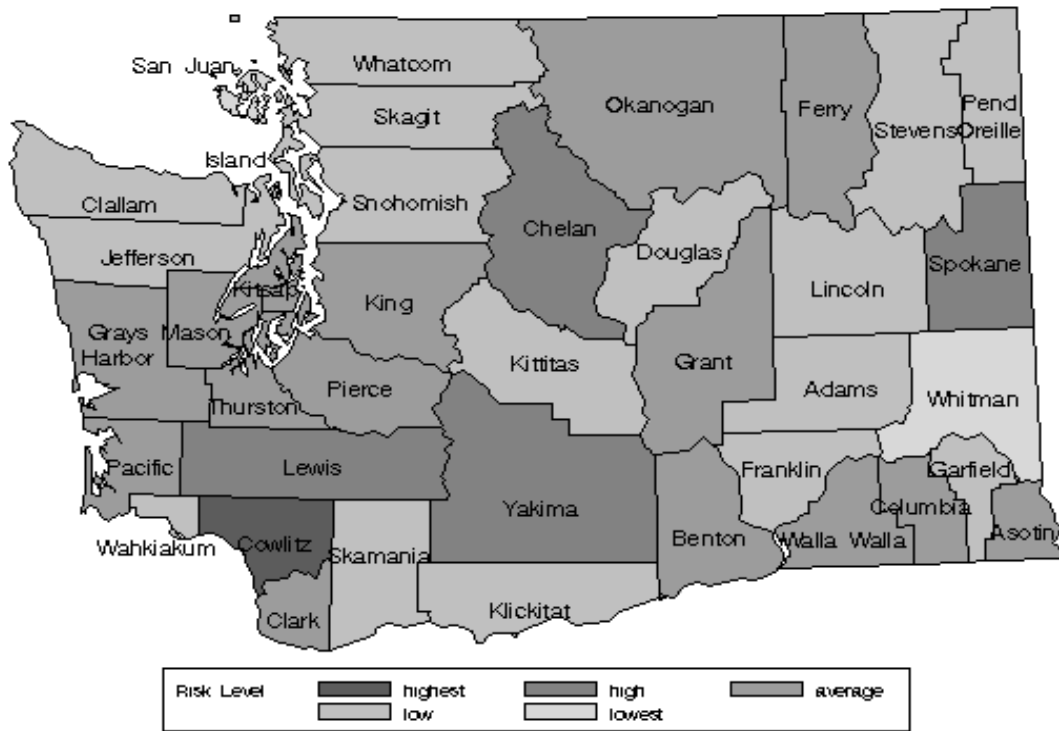 San Juan
Whatcom
Skagit
Okanogan
Ferry
Stevens
Pend
Oreille
Island
Snohomish
Clallam
Chelan
Douglas
Jefferson
Spokane
Kitsap
King
Lincoln
Grays
Harbor
Mason
Kittitas
Grant
Pierce
Adams
Whitman
Thurston
Pacific
Lewis
Franklin
Garfield
Yakima
Columbia
Wahkiakum
Cowlitz
Skamania
Benton
Walla Walla
Asotin
Clark
Klickitat
Risk Level
highest
high
average
low
lowest